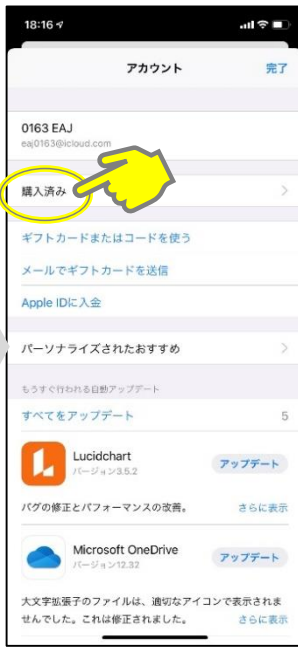 18:16
アカウント
完了
0163 EAJ
eaj0163@icloud.com
購入済み
ギフトカードまたはコードを使う
メールでギフトカードを送信
Apple IDに入金
パーソナライズされたおすすめ
もうすぐ行われる自動アップデート
すべてをアップデート
5
Lucidchart
バージョン3.5.2
アップデート
バグの修正とパフォーマンスの改善。
さらに表示
Microsoft OneDrive
バージョン12.32
アップデート
大文字拡張子のファイルは、適切なアイコンで表示されま
せんでした。これは修正されました。
さらに表示